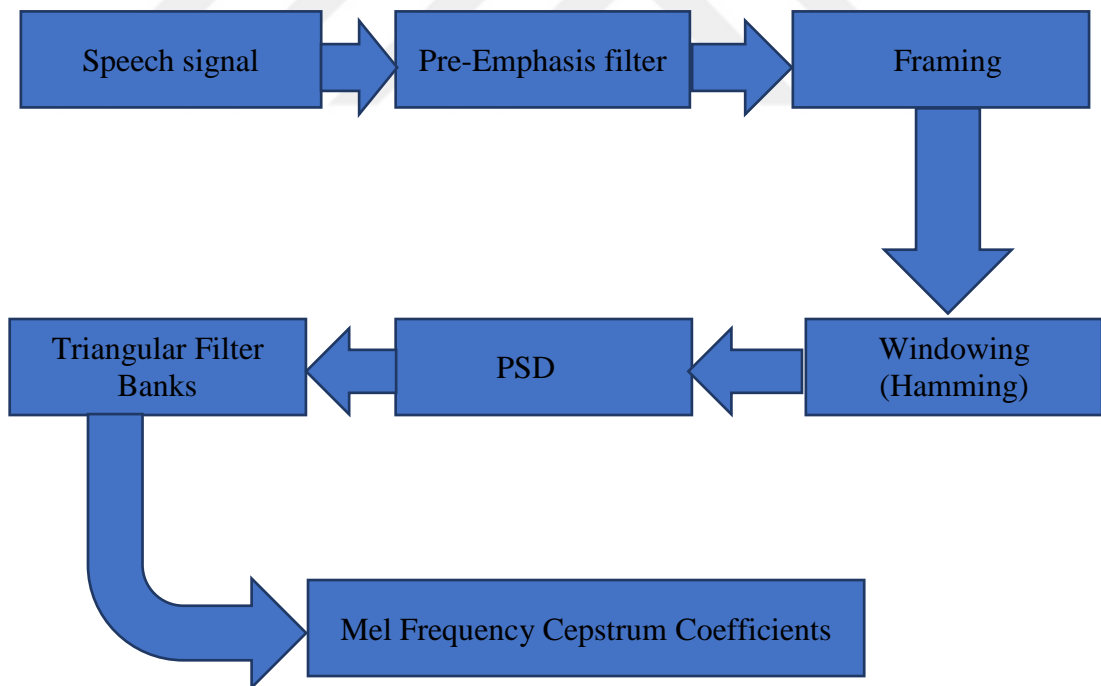 Speech signal
Pre-Emphasis filter
Framing
Windowing
(Hamming)
PSD
Triangular Filter
Banks
Mel Frequency Cepstrum Coefficients